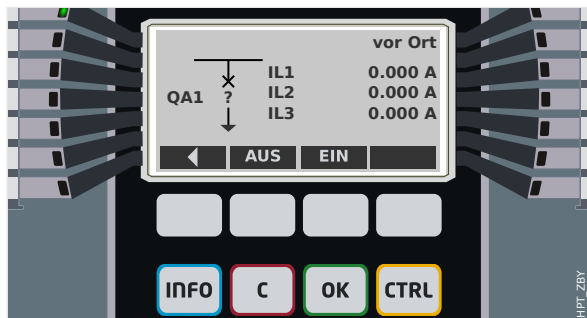 vor Ort
IL1 0.000 A
QA1 ? IL2 0.000 A
IL3 0.000 A
AUS EIN
INFO C OK CTRL
HPT_ZBY